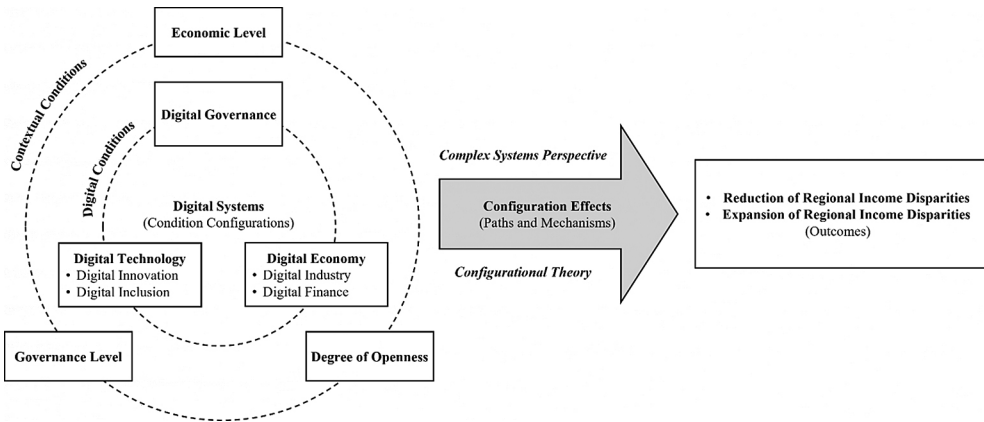 Economic Level
Contextual Conditions
Digital Governance
Digital Conditions
Digital Systems
(Condition Configurations)
Digital Technology
• Digital Innovation
• Digital Inclusion
Digital Economy
• Digital Industry
• Digital Finance
Governance Level
Degree of Openness
Complex Systems Perspective
Configuration Effects
(Paths and Mechanisms)
Configurational Theory
• Reduction of Regional Income Disparities
• Expansion of Regional Income Disparities
(Outcomes)